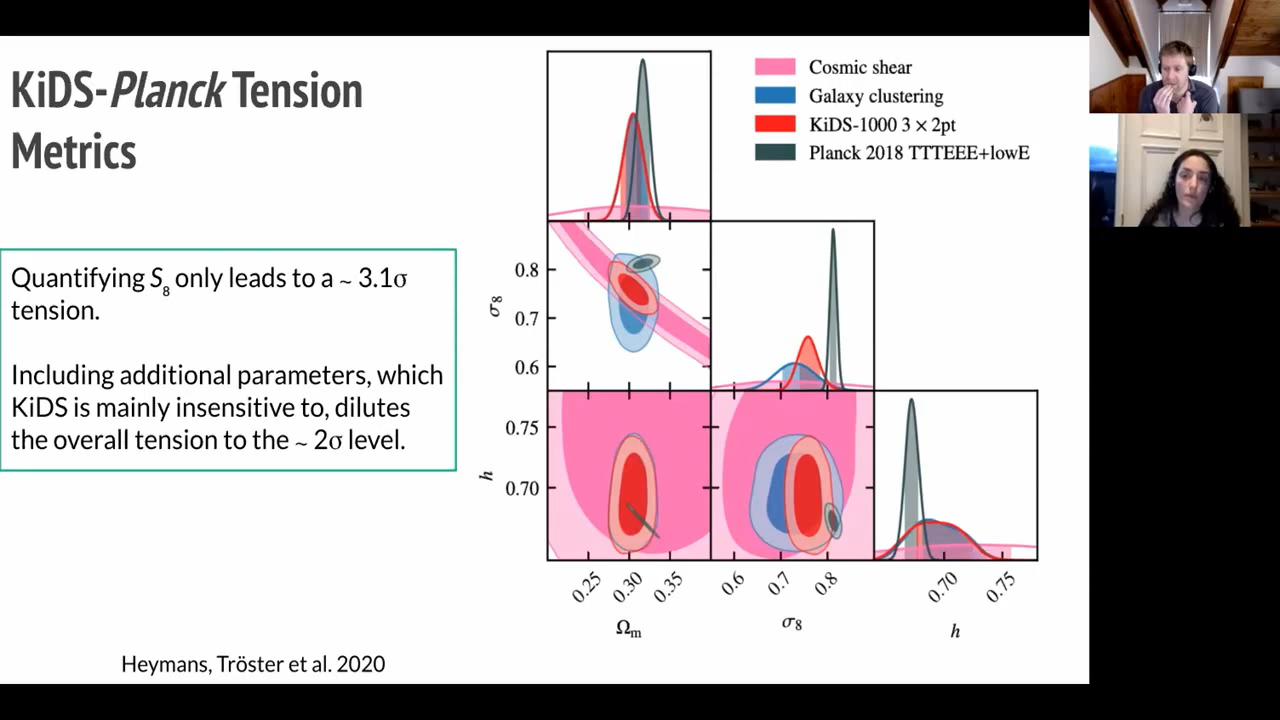 KiDS-Planck Tension
Metrics
Quantifying S8 only leads to a ~ 3.1σ
tension.
Including additional parameters, which
KiDS is mainly insensitive to, dilutes
the overall tension to the ~ 2σ level.
Heymans, Tröster et al. 2020
Cosmic shear
Galaxy clustering
KiDS-1000 3 × 2pt
Planck 2018 TTTEEE+lowE
0.8
0.7
0.6
σ8
0.75
0.70
h
0.25 0.30 0.35
0.6 0.7 0.8
0.70 0.75
Ωm
σ8
h